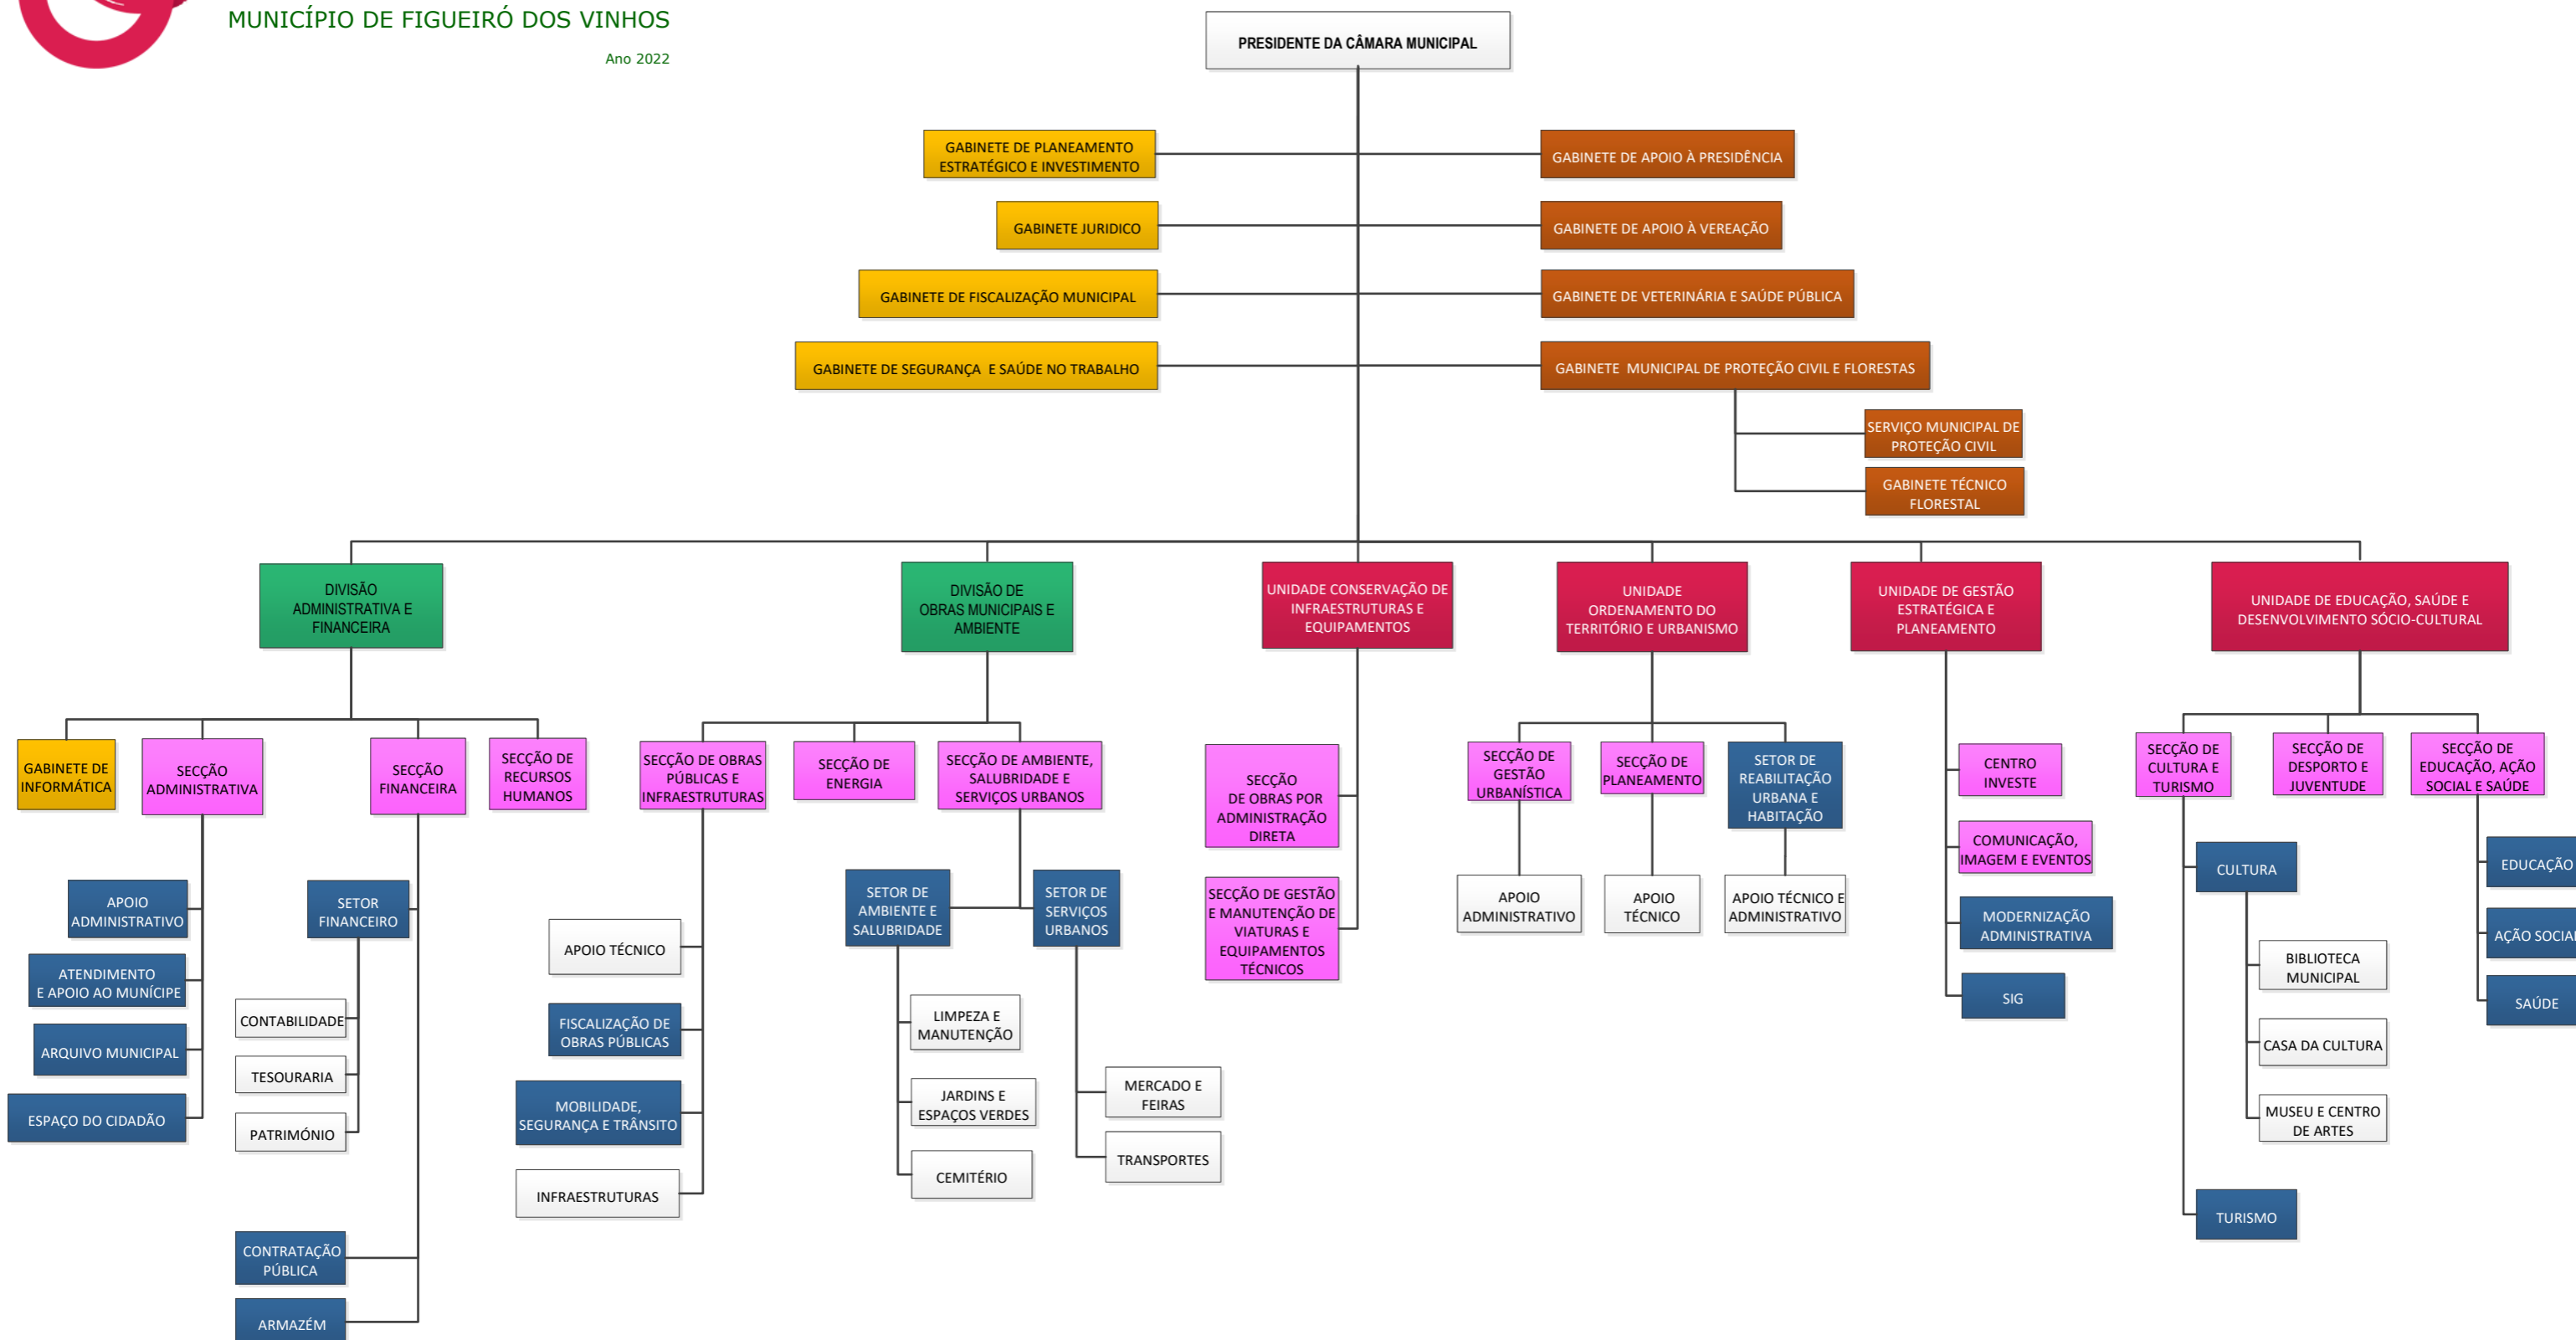 MUNICÍPIO DE FIGUEIRÓ DOS VINHOS
Ano 2022
PRESIDENTE DA CÂMARA MUNICIPAL
GABINETE DE PLANEAMENTO
ESTRATÉGICO E INVESTIMENTO
GABINETE DE APOIO À PRESIDÊNCIA
GABINETE JURIDICO
GABINETE DE APOIO À VEREAÇÃO
GABINETE DE FISCALIZAÇÃO MUNICIPAL
GABINETE DE VETERINÁRIA E SAÚDE PÚBLICA
GABINETE DE SEGURANÇA E SAÚDE NO TRABALHO
GABINETE MUNICIPAL DE PROTEÇÃO CIVIL E FLORESTAS
SERVIÇO MUNICIPAL DE
PROTEÇÃO CIVIL
GABINETE TÉCNICO
FLORESTAL
DIVISÃO
ADMINISTRATIVA E
FINANCEIRA
DIVISÃO DE
OBRAS MUNICIPAIS E
AMBIENTE
UNIDADE CONSERVAÇÃO DE
INFRAESTRUTURAS E
EQUIPAMENTOS
UNIDADE
ORDENAMENTO DO
TERRITÓRIO E URBANISMO
UNIDADE DE GESTÃO
ESTRATÉGICA E
PLANEAMENTO
UNIDADE DE EDUCAÇÃO, SAÚDE E
DESENVOLVIMENTO SÓCIO-CULTURAL
GABINETE DE
INFORMÁTICA
SECÇÃO
ADMINISTRATIVA
SECÇÃO
FINANCEIRA
SECÇÃO DE
RECURSOS
HUMANOS
SECÇÃO DE OBRAS
PÚBLICAS E
INFRAESTRUTURAS
SECÇÃO DE
ENERGIA
SECÇÃO DE AMBIENTE,
SALUBRIDADE E
SERVIÇOS URBANOS
SECÇÃO
DE OBRAS POR
ADMINISTRAÇÃO
DIRETA
SECÇÃO DE GESTÃO
E MANUTENÇÃO DE
VIATURAS E
EQUIPAMENTOS
TÉCNICOS
SECÇÃO DE
GESTÃO
URBANÍSTICA
SECÇÃO DE
PLANEAMENTO
SETOR DE
REABILITAÇÃO
URBANA E
HABITAÇÃO
APOIO
ADMINISTRATIVO
APOIO
TÉCNICO
APOIO TÉCNICO E
ADMINISTRATIVO
CENTRO
INVESTE
COMUNICAÇÃO,
IMAGEM E EVENTOS
MODERNIZAÇÃO
ADMINISTRATIVA
SIG
SECÇÃO DE
CULTURA E
TURISMO
SECÇÃO DE
DESPORTO E
JUVENTUDE
SECÇÃO DE
EDUCAÇÃO, AÇÃO
SOCIAL E SAÚDE
CULTURA
BIBLIOTECA
MUNICIPAL
CASA DA CULTURA
MUSEU E CENTRO
DE ARTES
TURISMO
EDUCAÇÃO
AÇÃO SOCIAL
SAÚDE
APOIO
ADMINISTRATIVO
ATENDIMENTO
E APOIO AO MUNÍCIPE
ARQUIVO MUNICIPAL
ESPAÇO DO CIDADÃO
SETOR
FINANCEIRO
CONTABILIDADE
TESOURARIA
PATRIMÓNIO
CONTRATAÇÃO
PÚBLICA
ARMAZÉM
APOIO TÉCNICO
FISCALIZAÇÃO DE
OBRAS PÚBLICAS
MOBILIDADE,
SEGURANÇA E TRÂNSITO
INFRAESTRUTURAS
SETOR DE
AMBIENTE E
SALUBRIDADE
SETOR DE
SERVIÇOS
URBANOS
LIMPEZA E
MANUTENÇÃO
JARDINS E
ESPAÇOS VERDES
CEMITÉRIO
MERCADO E
FEIRAS
TRANSPORTES